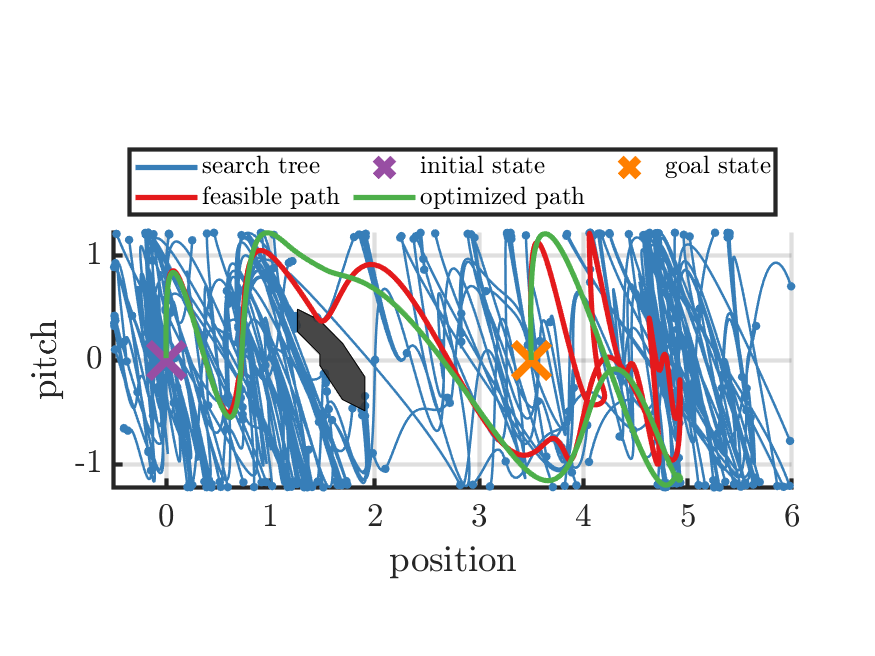 search tree initial state goal state
feasible path optimized path
1
0
-1
pitch
0 1 2 3 4 5 6
position